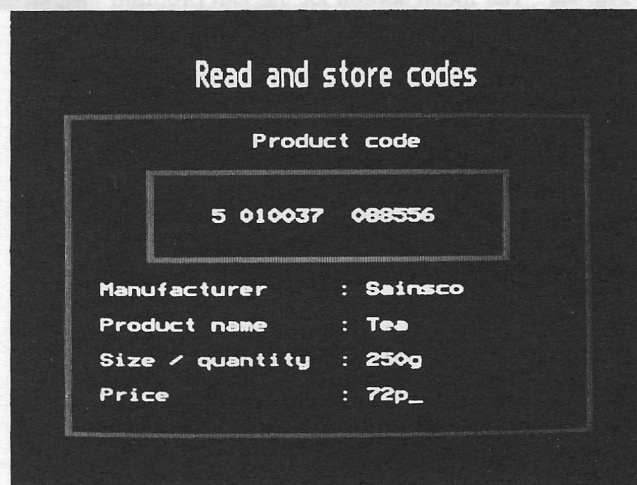 Read and store codes
Product code
5 010037 088556
Manufacturer : Sainsco
Product name : Tea
Size / quantity : 250g
Price : 72p_